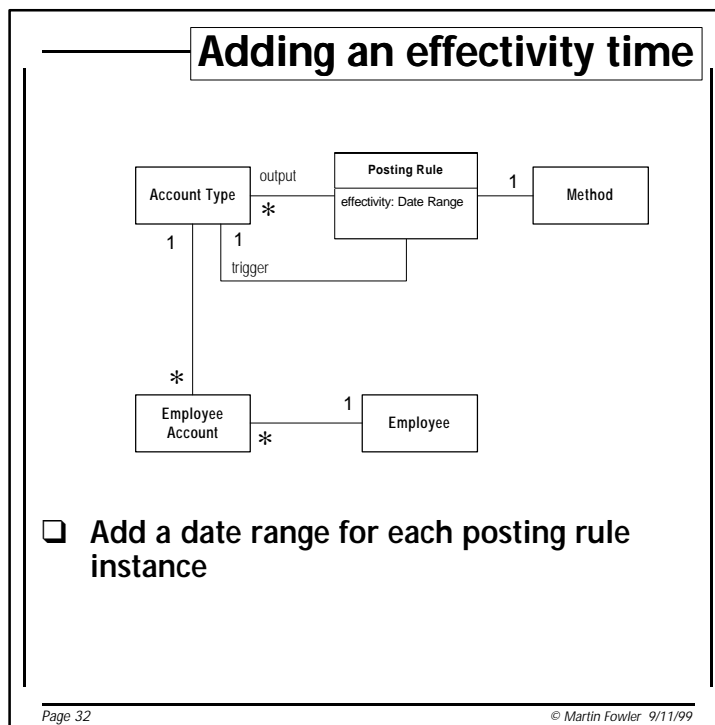 Adding an effectivity time
output
Posting Rule
Account Type
*
effectivity: Date Range
1
Method
1
1
trigger
*
Employee
Account
*
1
Employee
❑ Add a date range for each posting rule
instance
Page 32
© Martin Fowler 9/11/99